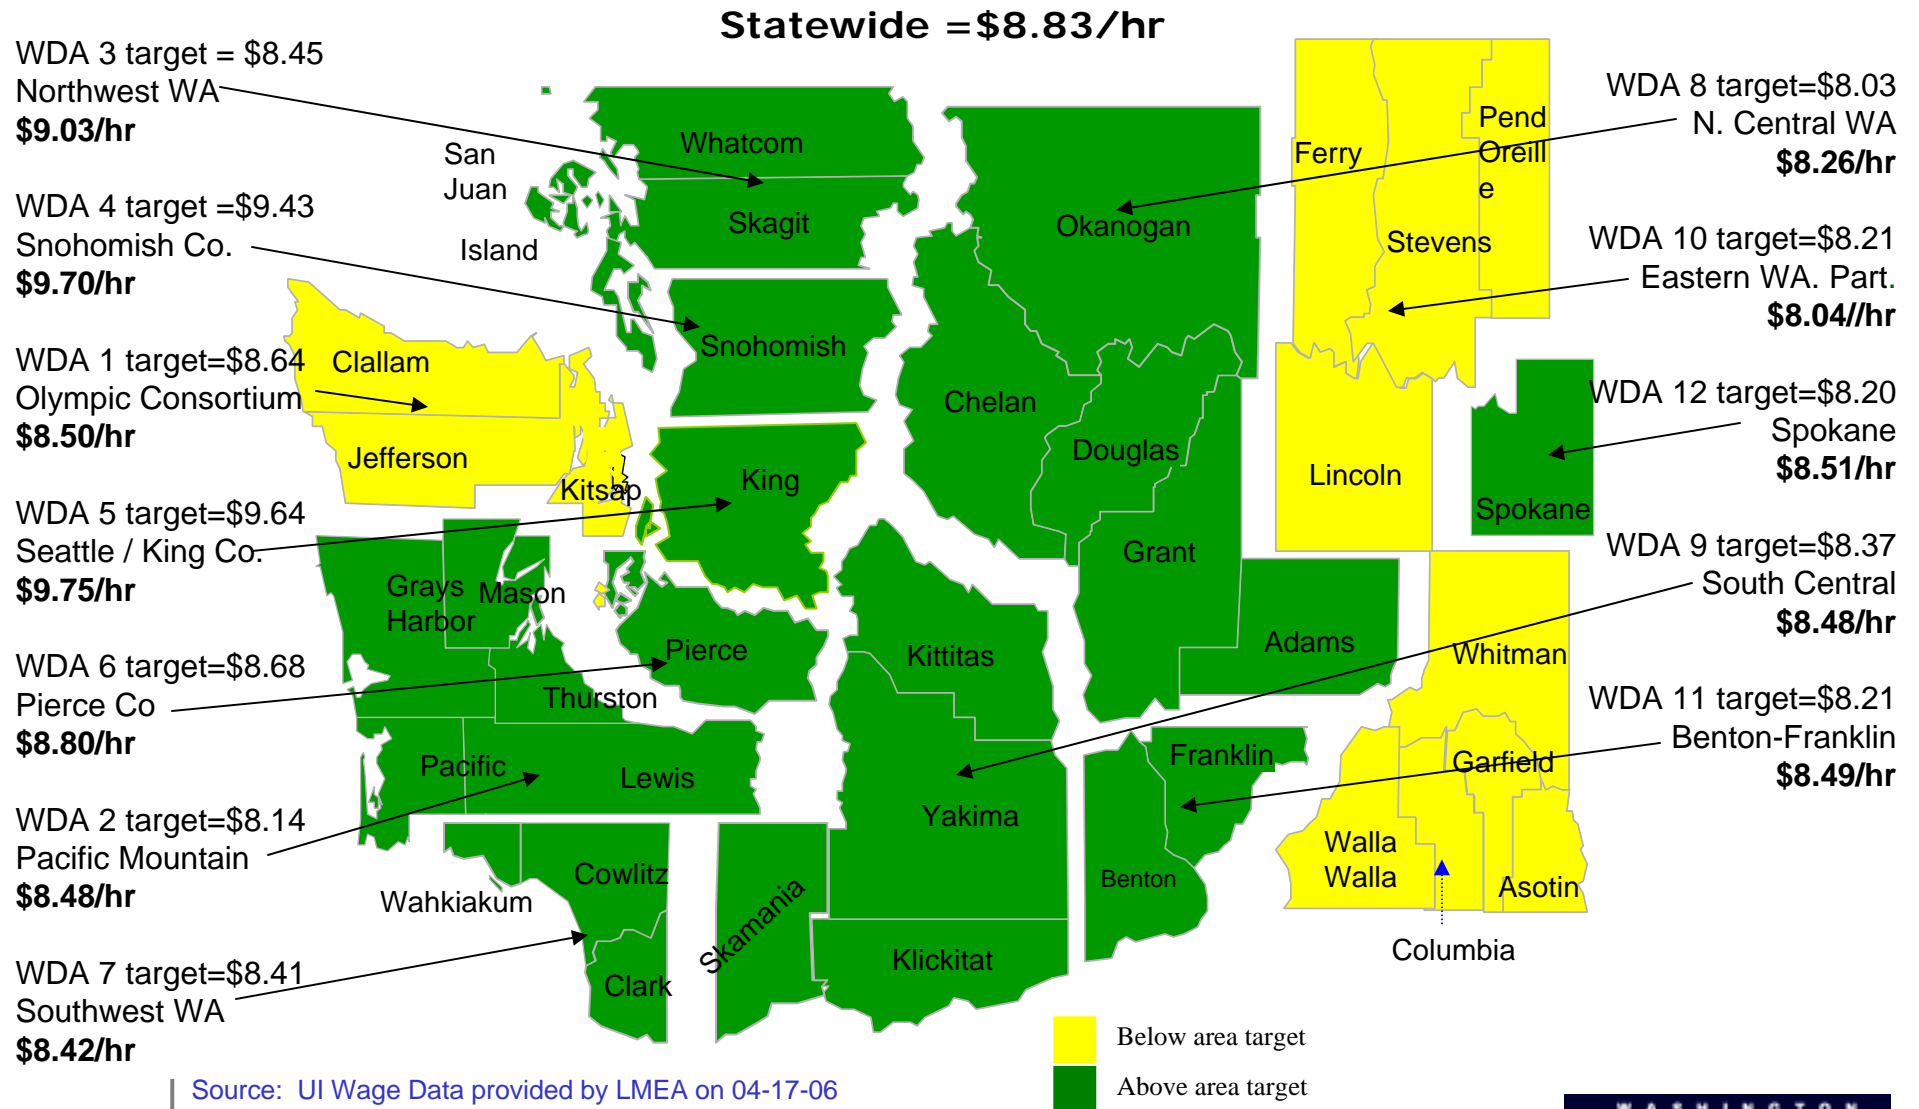 Statewide =$8.83/hr
WDA 3 target = $8.45
Northwest WA
$9.03/hr
WDA 4 target =$9.43
Snohomish Co.
$9.70/hr
WDA 1 target=$8.64
Olympic Consortium
$8.50/hr
WDA 5 target=$9.64
Seattle / King Co.
$9.75/hr
WDA 6 target=$8.68
Pierce Co
$8.80/hr
WDA 2 target=$8.14
Pacific Mountain
$8.48/hr
WDA 7 target=$8.41
Southwest WA
$8.42/hr
San
Juan
Island
Whatcom
Skagit
Snohomish
Clallam
Jefferson
Kitsap
King
Grays
Harbor
Mason
Pierce
Thurston
Pacific
Lewis
Wahkiakum
Cowlitz
Clark
Skamania
Okanogan
Chelan
Douglas
Grant
Kittitas
Adams
Yakima
Klickitat
Franklin
Benton
Ferry
Pend
Oreill
e
Stevens
Lincoln
Spokane
Whitman
Garfield
Walla
Walla
Asotin
Columbia
WDA 8 target=$8.03
N. Central WA
$8.26/hr
WDA 10 target=$8.21
Eastern WA. Part.
$8.04//hr
WDA 12 target=$8.20
Spokane
$8.51/hr
WDA 9 target=$8.37
South Central
$8.48/hr
WDA 11 target=$8.21
Benton-Franklin
$8.49/hr
Below area target
Above area target
Source: UI Wage Data provided by LMEA on 04-17-06
WASHINGTON